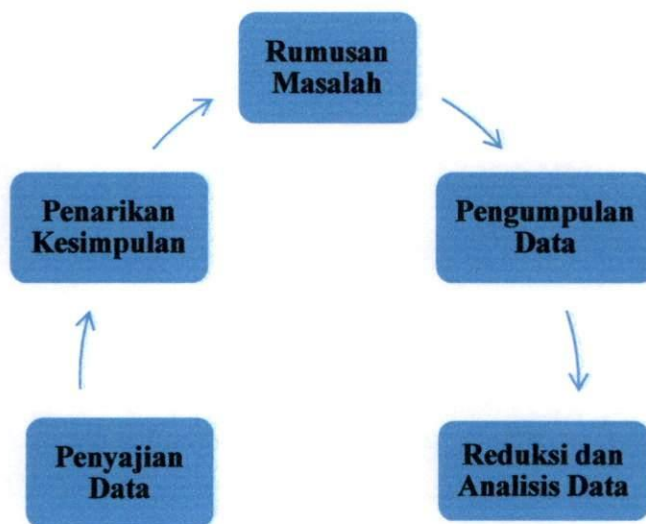 Rumusan
Masalah
Penarikan
Kesimpulan
Pengumpulan
Data
Penyajian
Data
Reduksi dan
Analisis Data